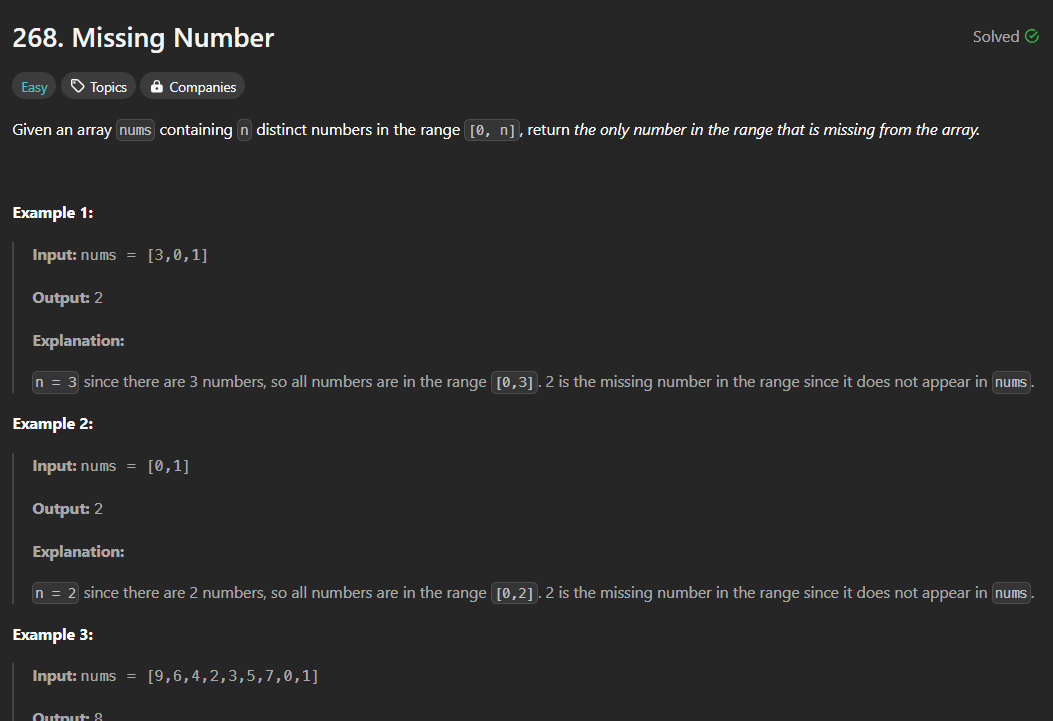 268. Missing Number
Solved
Easy Topics Companies
Given an array nums containing n distinct numbers in the range [0, n], return the only number in the range that is missing from the array.
Example 1:
Input: nums = [3,0,1]
Output: 2
Explanation:
n = 3 since there are 3 numbers, so all numbers are in the range [0,3]. 2 is the missing number in the range since it does not appear in nums.
Example 2:
Input: nums = [0,1]
Output: 2
Explanation:
n = 2 since there are 2 numbers, so all numbers are in the range [0,2]. 2 is the missing number in the range since it does not appear in nums.
Example 3:
Input: nums = [9,6,4,2,3,5,7,0,1]
Output: 8